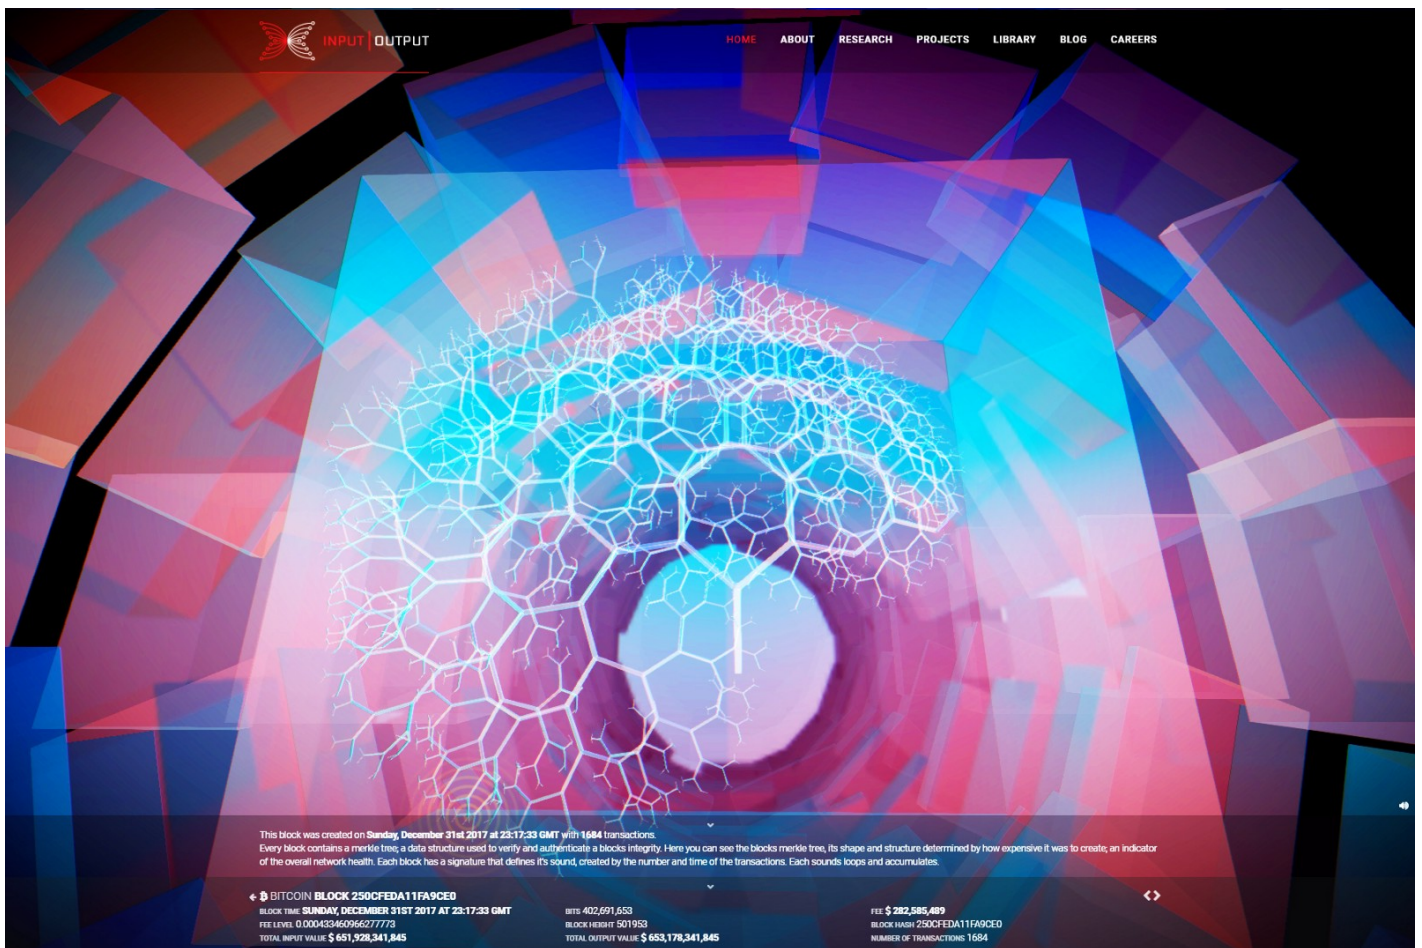 INPUT | OUTPUT
HOME ABOUT RESEARCH PROJECTS LIBRARY BLOG CAREERS
This block was created on Sunday, December 31st 2017 at 23:17:33 GMT with 1684 transactions.
Every block contains a merkle tree; a data structure used to verify and authenticate a blocks integrity. Here you can see the blocks merkle tree, its shape and structure determined by how expensive it was to create; an indicator
of the overall network health. Each block has a signature that defines it's sound, created by the number and time of the transactions. Each sounds loops and accumulates.
BITCOIN BLOCK 250CFEDA11FA9CE0
BLOCK TIME SUNDAY, DECEMBER 31ST 2017 AT 23:17:33 GMT
FEE LEVEL 0.000433460966277773
TOTAL INPUT VALUE $ 651,928,341,845
BITS 402,691,653
BLOCK HEIGHT 501953
TOTAL OUTPUT VALUE $ 653,178,341,845
FEE $ 282,585,489
BLOCK HASH 250CFEDA11FA9CE0
NUMBER OF TRANSACTIONS 1684